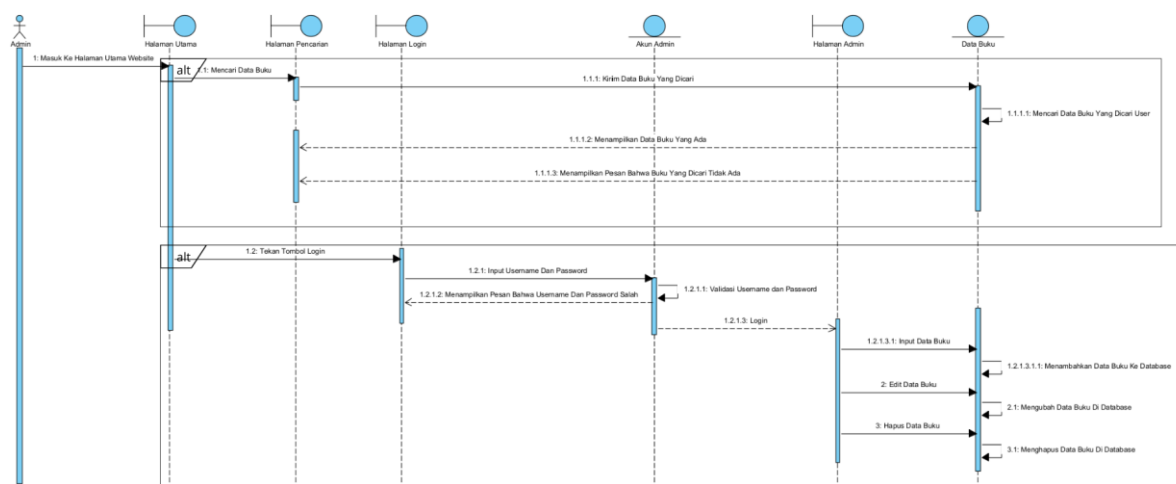 Admin
Halaman Utama
Halaman Pencarian
Halaman Login
Akun Admin
Halaman Admin
Data Buku
1: Masuk Ke Halaman Utama Website
alt
1.1: Mencari Data Buku
1.1.1: Kirim Data Buku Yang Dicari
1.1.1.1: Mencari Data Buku Yang Dicari User
1.1.1.2: Menampilkan Data Buku Yang Ada
1.1.1.3: Menampilkan Pesan Bahwa Buku Yang Dicari Tidak Ada
alt
1.2: Tekan Tombol Login
1.2.1: Input Username Dan Password
1.2.1.1: Validasi Username dan Password
1.2.1.2: Menampilkan Pesan Bahwa Username Dan Password Salah
1.2.1.3: Login
1.2.1.3.1: Input Data Buku
1.2.1.3.1.1: Menambahkan Data Buku Ke Database
2: Edit Data Buku
2.1: Mengubah Data Buku Di Database
3: Hapus Data Buku
3.1: Menghapus Data Buku Di Database